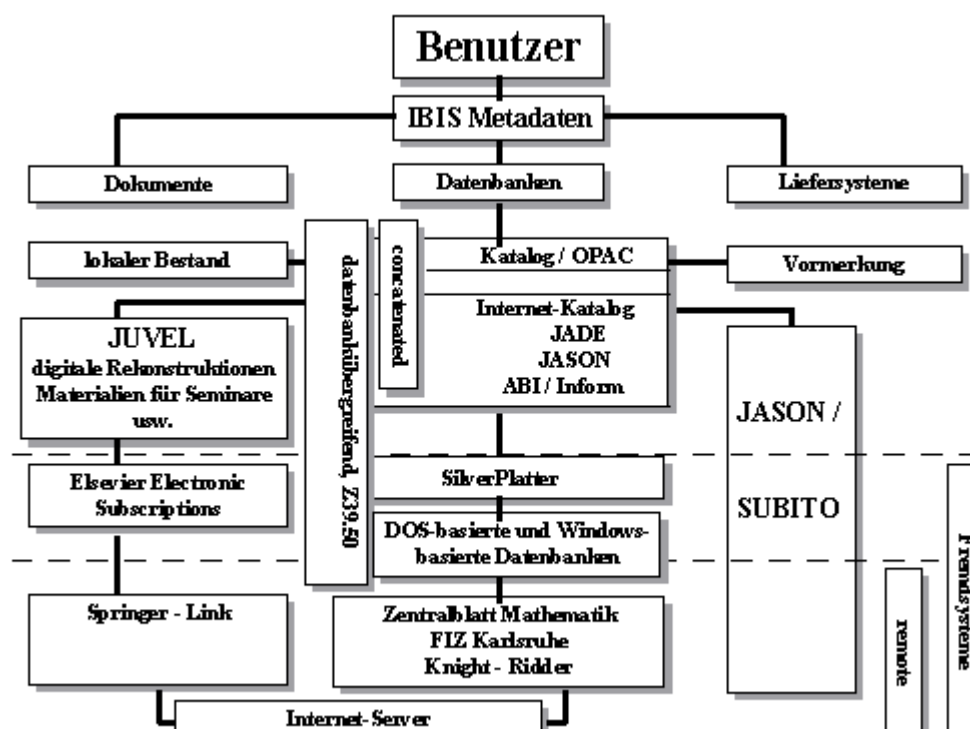 Benutzer
IBIS Metadaten
Dokumente
Datenbanken
Liefersysteme
lokaler Bestand
datenbankübergreifend, Z39.50
concatenated
Katalog / OPAC
Vormerkung
Internet-Katalog
JADE
JASON
ABI / Inform
JUVEL
digitale Rekonstruktionen
Materialien für Seminare
usw.
JASON /
SUBITO
Elsevier Electronic
Subscriptions
SilverPlatter
DOS-basierte und Windows-
basierte Datenbanken
Fremdsysteme
remote
Springer - Link
Zentralblatt Mathematik
FIZ Karlsruhe
Knight - Ridder
Internet-Server